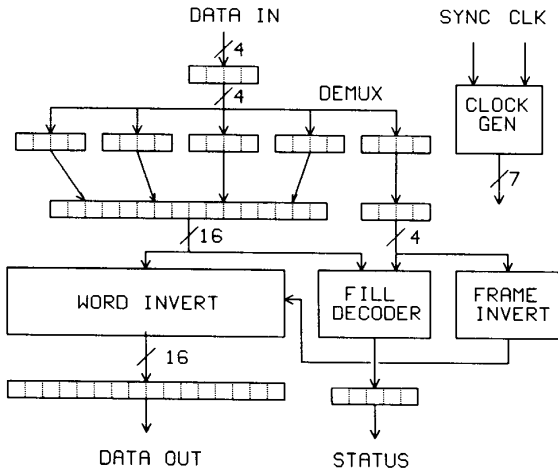 DATA IN
SYNC CLK
4
4
DEMUX
CLOCK
GEN
7
16
4
WORD INVERT
FILL
DECODER
FRAME
INVERT
16
DATA OUT
STATUS